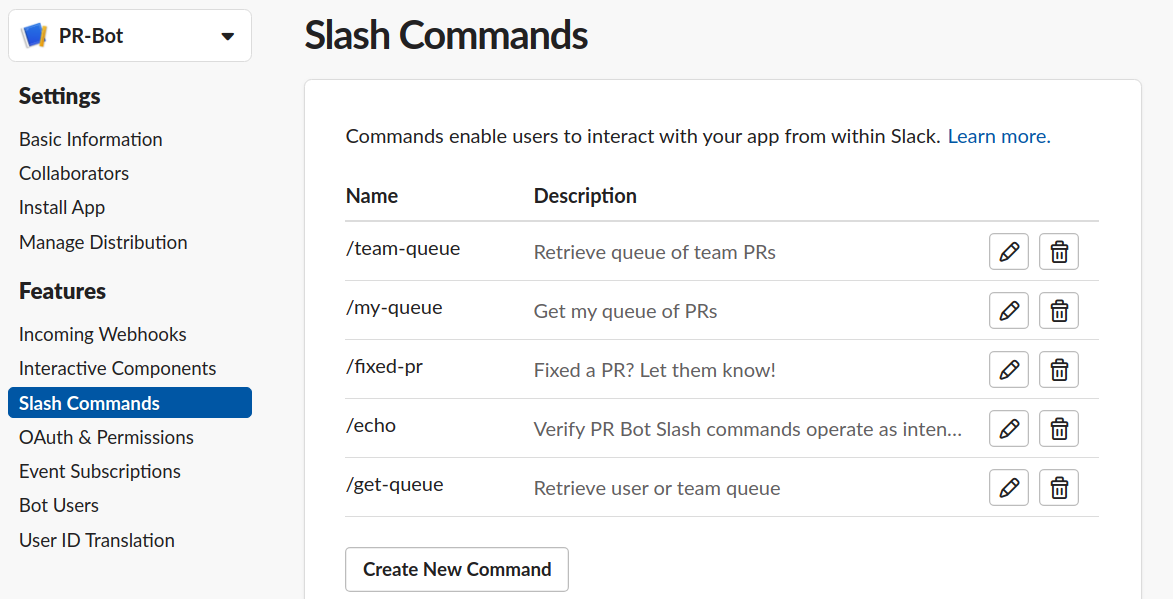 PR-Bot
Settings
Basic Information
Collaborators
Install App
Manage Distribution
Features
Incoming Webhooks
Interactive Components
Slash Commands
OAuth & Permissions
Event Subscriptions
Bot Users
User ID Translation
Slash Commands
Commands enable users to interact with your app from within Slack. Learn more.
Name Description
/team-queue Retrieve queue of team PRs
/my-queue Get my queue of PRs
/fixed-pr Fixed a PR? Let them know!
/echo Verify PR Bot Slash commands operate as inten...
/get-queue Retrieve user or team queue
Create New Command